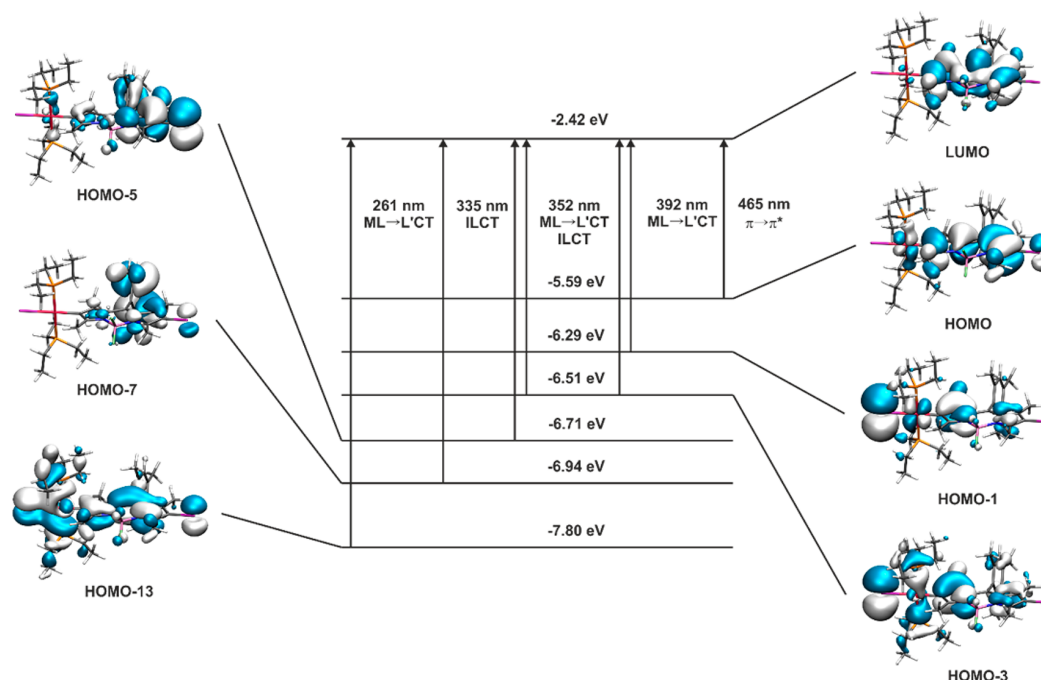 HOMO-5
HOMO-7
HOMO-13
-2.42 eV
261 nm
ML→L'CT
335 nm
ILCT
352 nm
ML→L'CT
ILCT
392 nm
ML→L'CT
465 nm
π→π*
-5.59 eV
-6.29 eV
-6.51 eV
-6.71 eV
-6.94 eV
-7.80 eV
LUMO
HOMO
HOMO-1
HOMO-3